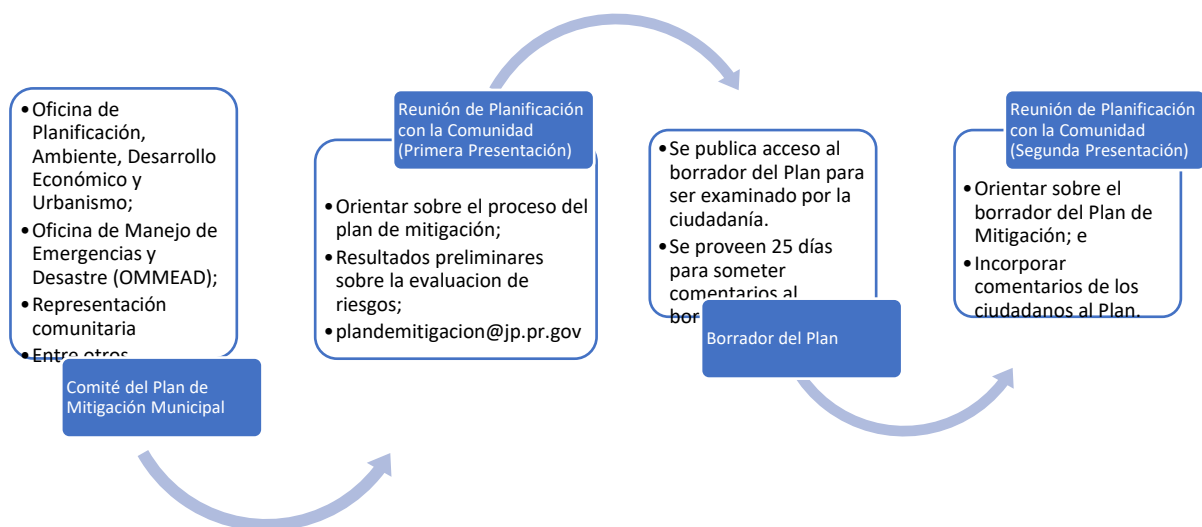 •Oficina de
Planificación,
Ambiente, Desarrollo
Económico y
Urbanismo;
•Oficina de Manejo de
Emergencias y
Desastre (OMMEAD);
•Representación
comunitaria
•Entre otros
Comité del Plan de
Mitigación Municipal
Reunión de Planificación
con la Comunidad
(Primera Presentación)
•Orientar sobre el proceso del
plan de mitigación;
•Resultados preliminares
sobre la evaluacion de
riesgos;
•plandemitigacion@jp.pr.gov
•Se publica acceso al
borrador del Plan para
ser examinado por la
ciudadanía.
•Se proveen 25 días
para someter
comentarios al
Borrador del Plan
Reunión de Planificación
con la Comunidad
(Segunda Presentación)
•Orientar sobre el
borrador del Plan de
Mitigación; e
•Incorporar
comentarios de los
ciudadanos al Plan.